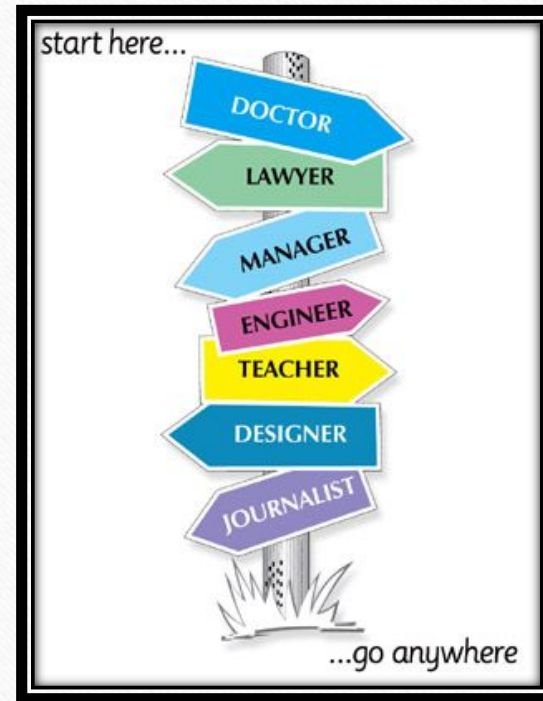 start here...
DOCTOR
LAWYER
MANAGER
ENGINEER
TEACHER
DESIGNER
JOURNALIST
...go anywhere